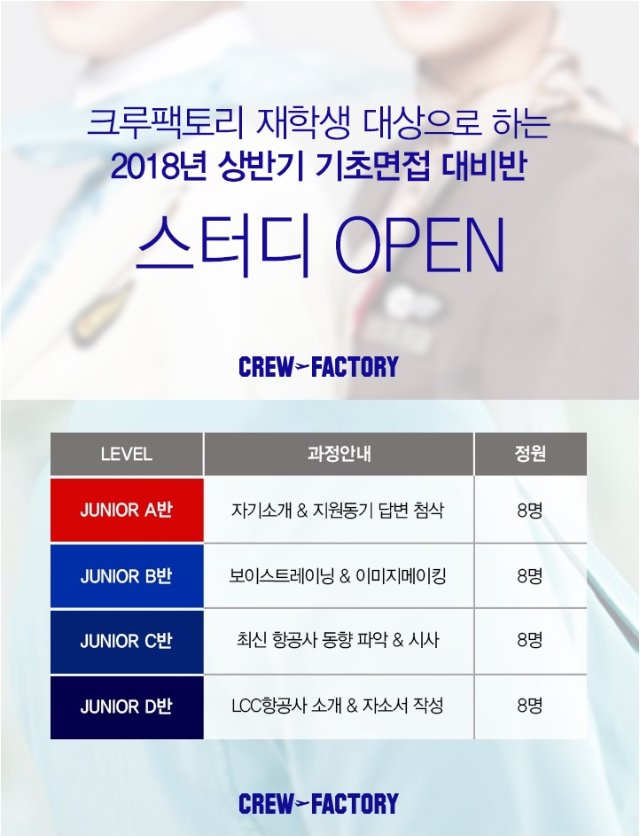 크루팩토리 재학생 대상으로 하는
2018년 상반기 기초면접 대비반
스터디 OPEN
CREW FACTORY
LEVEL 과정안내 정원
JUNIOR A반 자기소개 & 지원동기 답변 첨삭 8명
JUNIOR B반 보이스트레이닝 & 이미지메이킹 8명
JUNIOR C반 최신 항공사 동향 파악 & 시사 8명
JUNIOR D반 LCC항공사 소개 & 자소서 작성 8명
CREW FACTORY